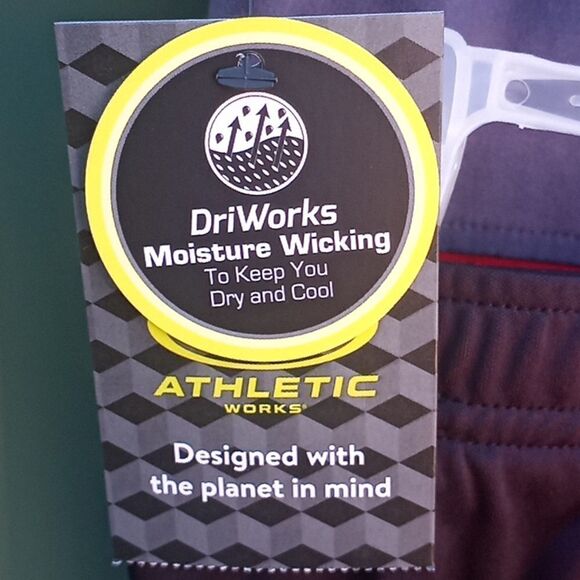 DriWorks
Moisture Wicking
To Keep You
Dry and Cool
ATHLETIC
WORKS®
Designed with
the planet in mind